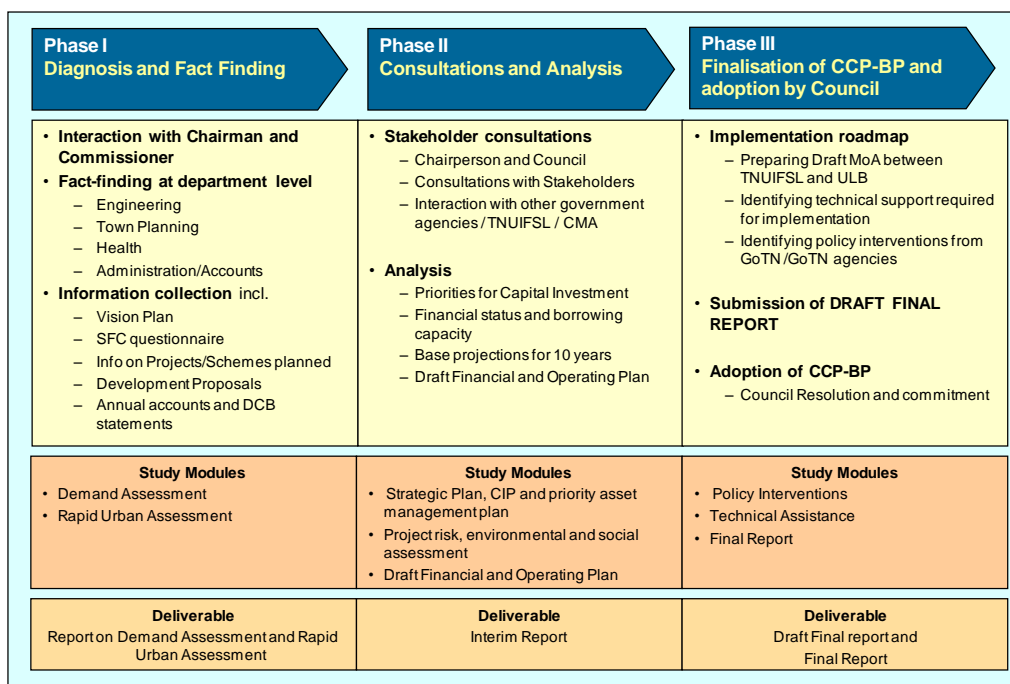 Phase I
Diagnosis and Fact Finding
Phase II
Consultations and Analysis
Phase III
Finalisation of CCP-BP and
adoption by Council
• Interaction with Chairman and
Commissioner
• Fact-finding at department level
– Engineering
– Town Planning
– Health
– Administration/Accounts
• Information collection incl.
– Vision Plan
– SFC questionnaire
– Info on Projects/Schemes planned
– Development Proposals
– Annual accounts and DCB
statements
• Stakeholder consultations
– Chairperson and Council
– Consultations with Stakeholders
– Interaction with other government
agencies / TNUIFSL / CMA
• Analysis
– Priorities for Capital Investment
– Financial status and borrowing
capacity
– Base projections for 10 years
– Draft Financial and Operating Plan
• Implementation roadmap
– Preparing Draft MoA between
TNUIFSL and ULB
– Identifying technical support required
for implementation
– Identifying policy interventions from
GoTN /GoTN agencies
• Submission of DRAFT FINAL
REPORT
• Adoption of CCP-BP
– Council Resolution and commitment
Study Modules
• Demand Assessment
• Rapid Urban Assessment
Study Modules
• Strategic Plan, CIP and priority asset
management plan
• Project risk, environmental and social
assessment
• Draft Financial and Operating Plan
Study Modules
• Policy Interventions
• Technical Assistance
• Final Report
Deliverable
Report on Demand Assessment and Rapid
Urban Assessment
Deliverable
Interim Report
Deliverable
Draft Final report and
Final Report